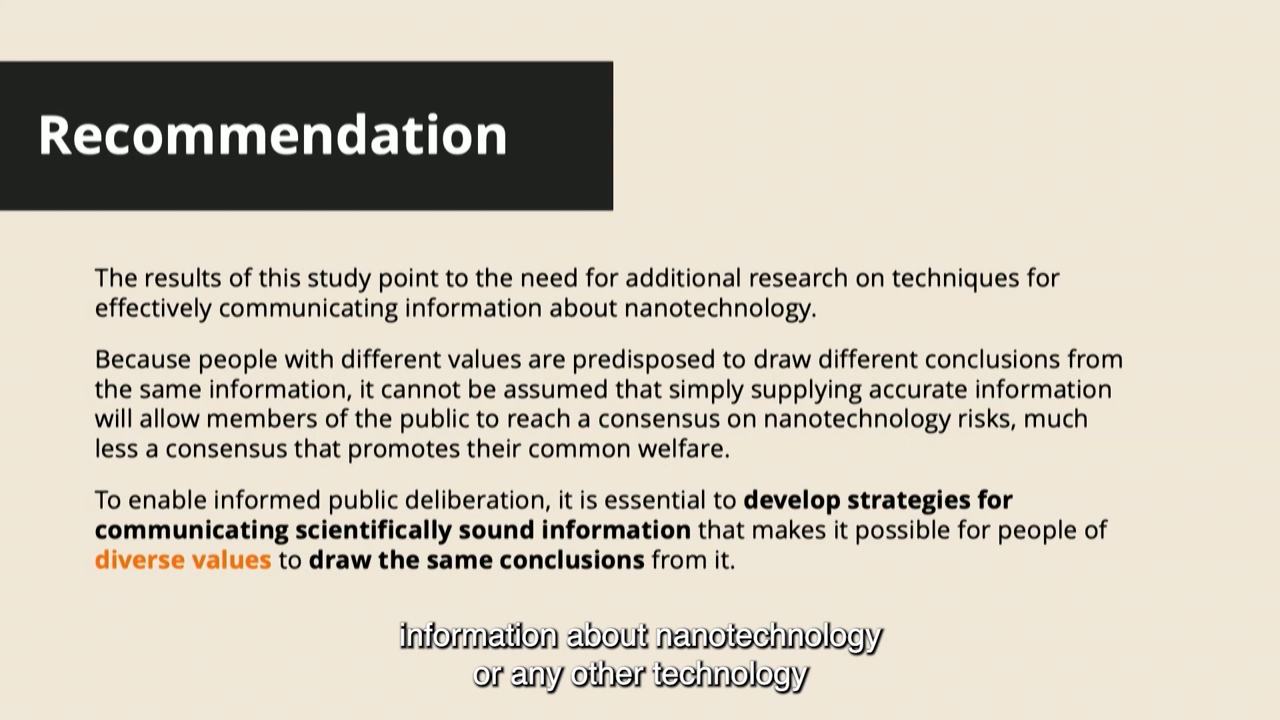 Recommendation
The results of this study point to the need for additional research on techniques for
effectively communicating information about nanotechnology.
Because people with different values are predisposed to draw different conclusions from
the same information, it cannot be assumed that simply supplying accurate information
will allow members of the public to reach a consensus on nanotechnology risks, much
less a consensus that promotes their common welfare.
To enable informed public deliberation, it is essential to develop strategies for
communicating scientifically sound information that makes it possible for people of
diverse values to draw the same conclusions from it.
information about nanotechnology
or any other technology